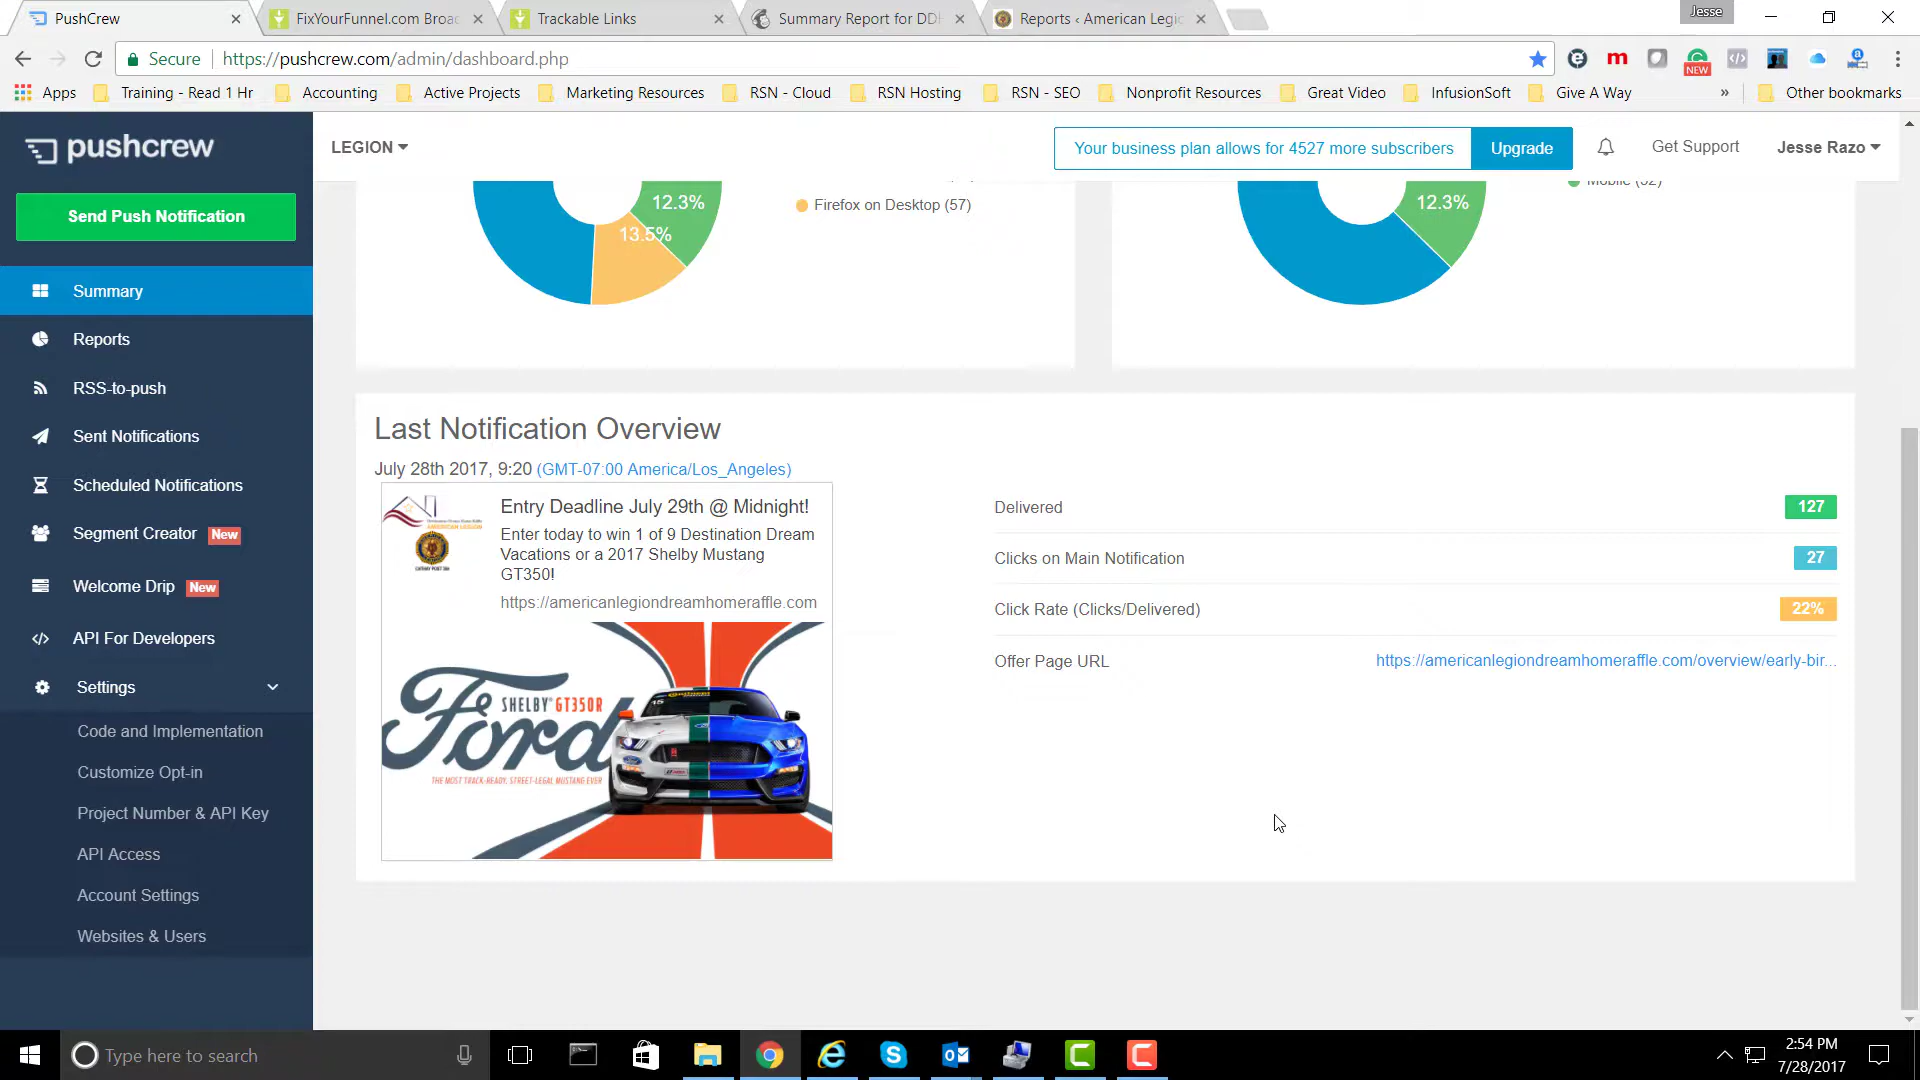 PushCrew
FixYourFunnel.com Broad
Trackable Links
Summary Report for DDH
Reports ‹ American Legio
Jesse
Secure
https://pushcrew.com/admin/dashboard.php
NEW
Apps
Training - Read 1 Hr
Accounting
Active Projects
Marketing Resources
RSN - Cloud
RSN Hosting
RSN - SEO
Nonprofit Resources
Great Video
InfusionSoft
Give A Way
»
Other bookmarks
pushcrew
LEGION
Your business plan allows for 4527 more subscribers
Upgrade
Get Support
Jesse Razo
Send Push Notification
Summary
Reports
RSS-to-push
Sent Notifications
Scheduled Notifications
Segment Creator New
Welcome Drip New
API For Developers
Settings
Code and Implementation
Customize Opt-in
Project Number & API Key
API Access
Account Settings
Websites & Users
12.3%
13.5%
Firefox on Desktop (57)
12.3%
Mobile (52)
Last Notification Overview
July 28th 2017, 9:20 (GMT-07:00 America/Los_Angeles)
Entry Deadline July 29th @ Midnight!
Enter today to win 1 of 9 Destination Dream
Vacations or a 2017 Shelby Mustang
GT350!
https://americanlegiondreamhomeraffle.com
SHELBY GT350R
Ford
THE MOST TRACK-READY, STREET-LEGAL MUSTANG EVER
Delivered 127
Clicks on Main Notification 27
Click Rate (Clicks/Delivered) 22%
Offer Page URL https://americanlegiondreamhomeraffle.com/overview/early-bir...
Type here to search
2:54 PM
7/28/2017